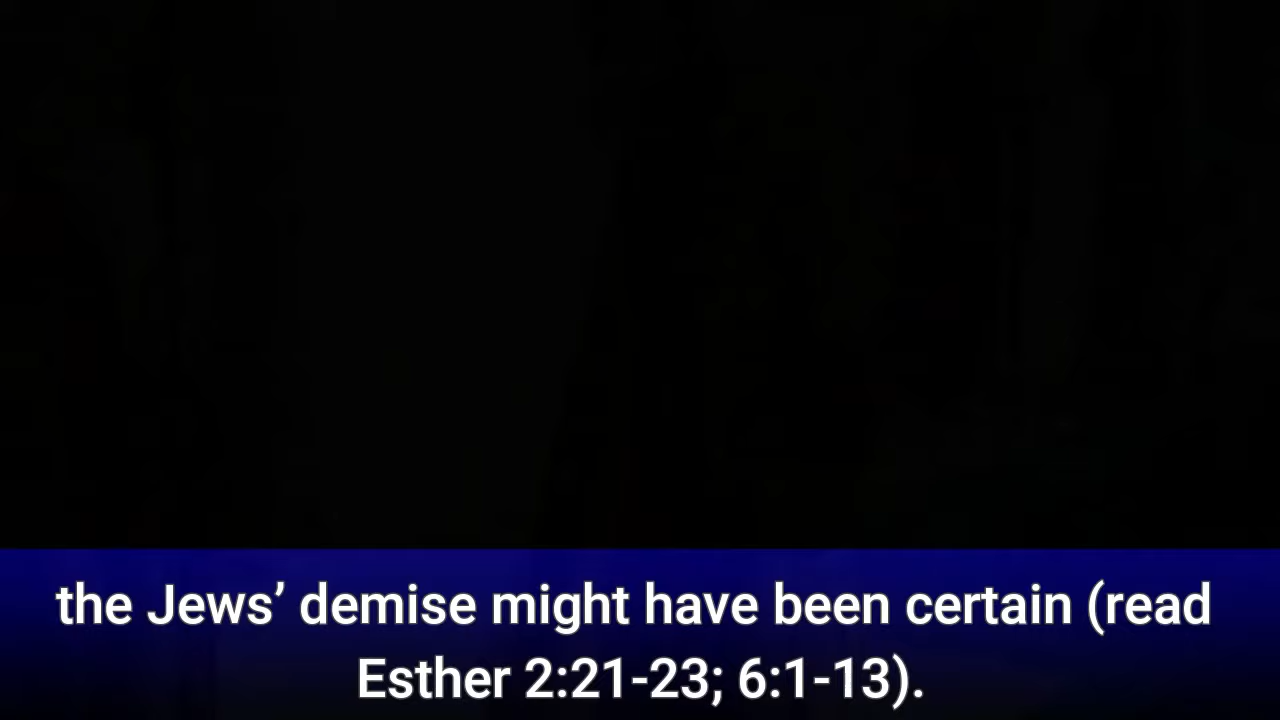 the Jews’ demise might have been certain (read
Esther 2:21-23; 6:1-13).